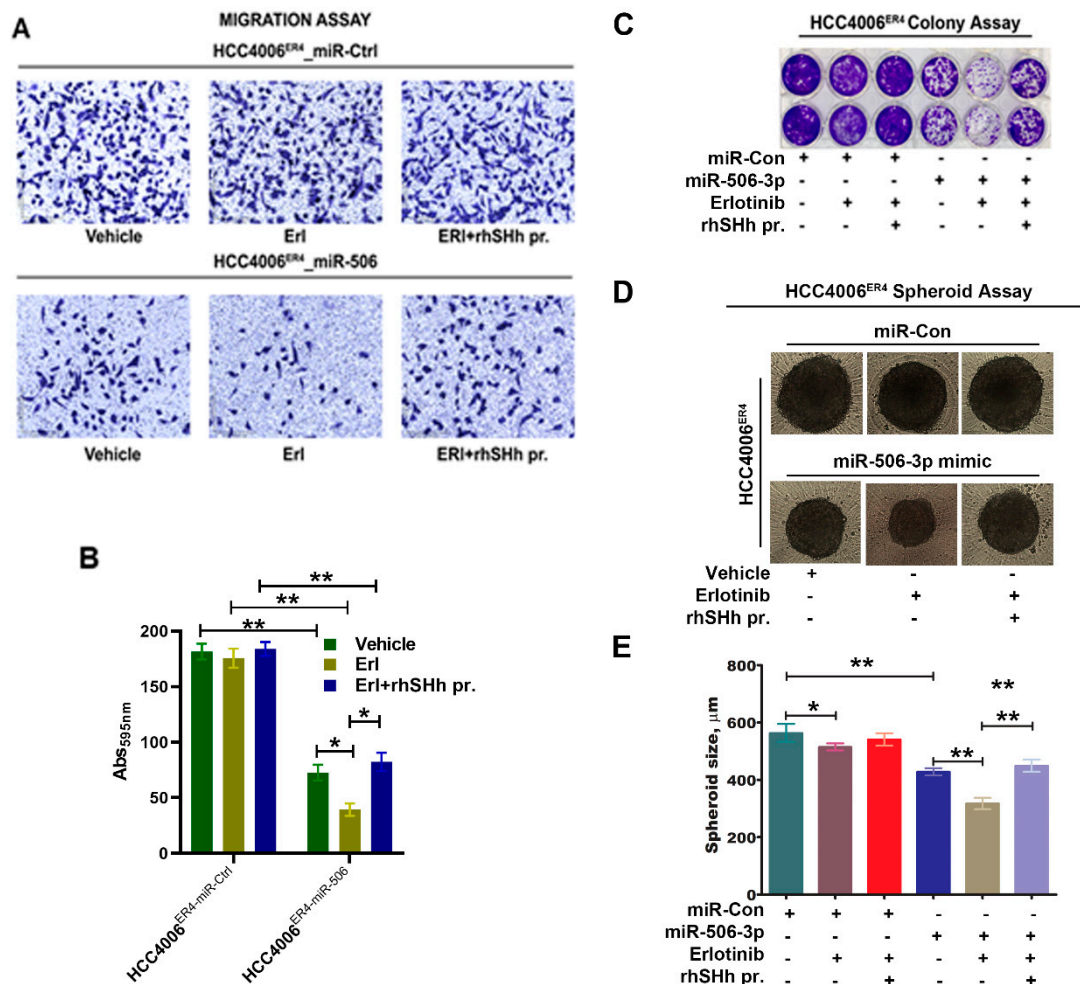 A
MIGRATION ASSAY
HCC4006ER4_miR-Ctrl
Vehicle Erl ERI+rhSHh pr.
HCC4006ER4_miR-506
Vehicle Erl ERI+rhSHh pr.
B
** 
**
**
Vehicle
Erl
Erl+rhSHh pr.
*
*
Abs595nm
200
150
100
50
0
HCC4006ER4-miR-Ctrl
HCC4006ER4-miR-506
C
HCC4006ER4 Colony Assay
miR-Con + + + - - -
miR-506-3p - - - + + +
Erlotinib - + + - + +
rhSHh pr. - - + - - +
D
HCC4006ER4 Spheroid Assay
miR-Con
HCC4006ER4
miR-506-3p mimic
Vehicle + - -
Erlotinib - + +
rhSHh pr. - - +
E
Spheroid size, µm
800
600
400
200
0
**
*
**
**
**
miR-Con + + + - - -
miR-506-3p - - - + + +
Erlotinib - + + - + +
rhSHh pr. - - + - - +